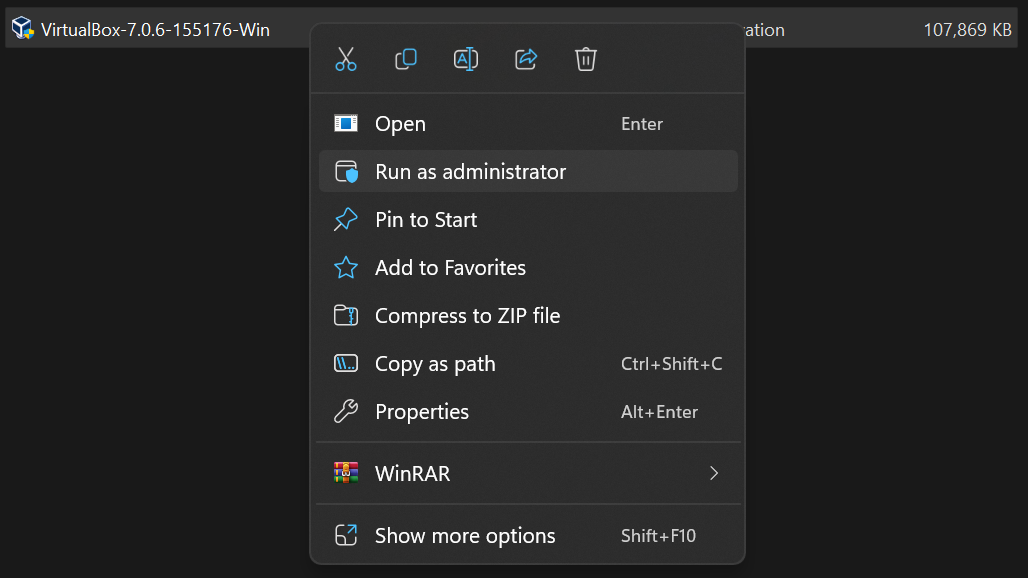 VirtualBox-7.0.6-155176-Win ation 107,869 KB
Open Enter
Run as administrator
Pin to Start
Add to Favorites
Compress to ZIP file
Copy as path Ctrl+Shift+C
Properties Alt+Enter
WinRAR
Show more options Shift+F10